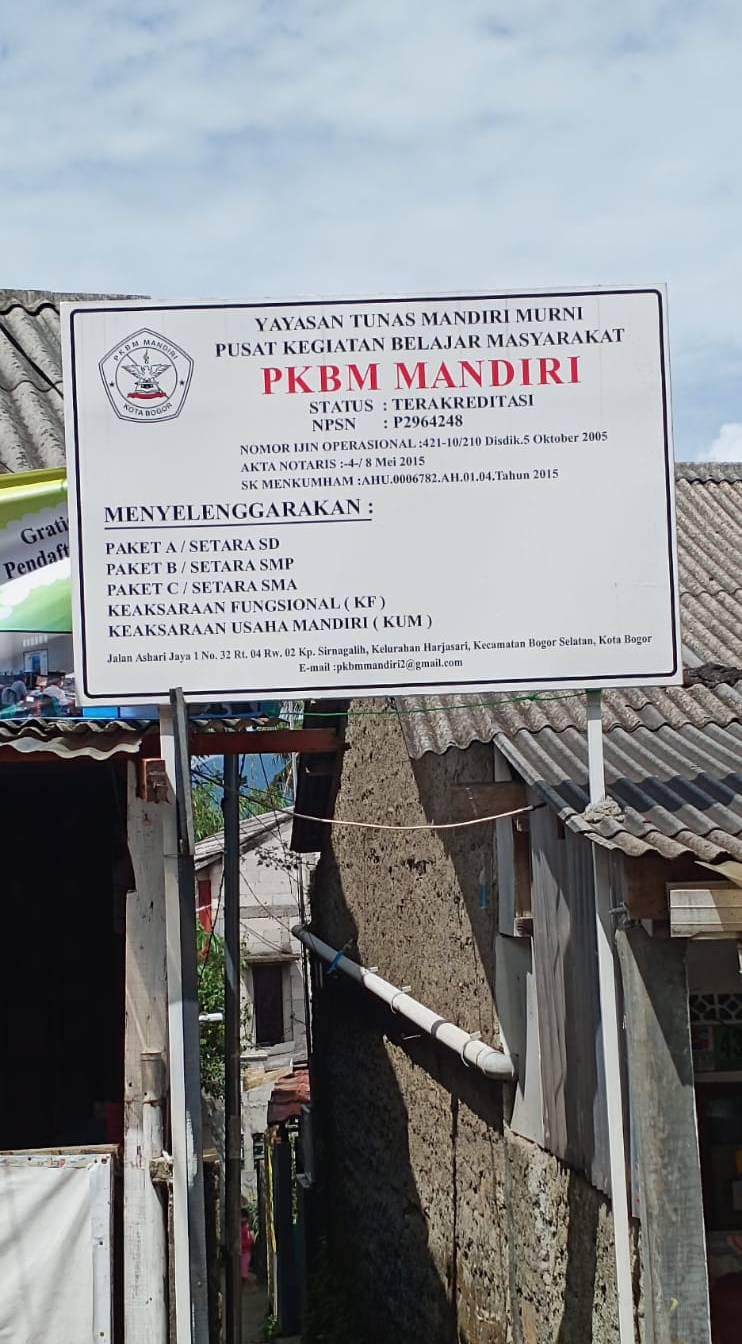 YAYASAN TUNAS MANDIRI MURNI
PUSAT KEGIATAN BELAJAR MASYARAKAT
PKBM MANDIRI
STATUS : TERAKREDITASI
NPSN : P2964248
NOMOR IJIN OPERASIONAL :421-10/210 Disdik.5 Oktober 2005
AKTA NOTARIS :-4-/ 8 Mei 2015
SK MENKUMHAM :AHU.0006782.AH.01.04.Tahun 2015
PKBM MANDIRI
KOTA BOGOR
MENYELENGGARAKAN :
PAKET A / SETARA SD
PAKET B / SETARA SMP
PAKET C / SETARA SMA
KEAKSARAAN FUNGSIONAL ( KF )
KEAKSARAAN USAHA MANDIRI ( KUM )
Jalan Ashari Jaya 1 No. 32 Rt. 04 Rw. 02 Kp. Sirnagalih, Kelurahan Harjasari, Kecamatan Bogor Selatan, Kota Bogor
E-mail :pkbmmandiri2@gmail.com